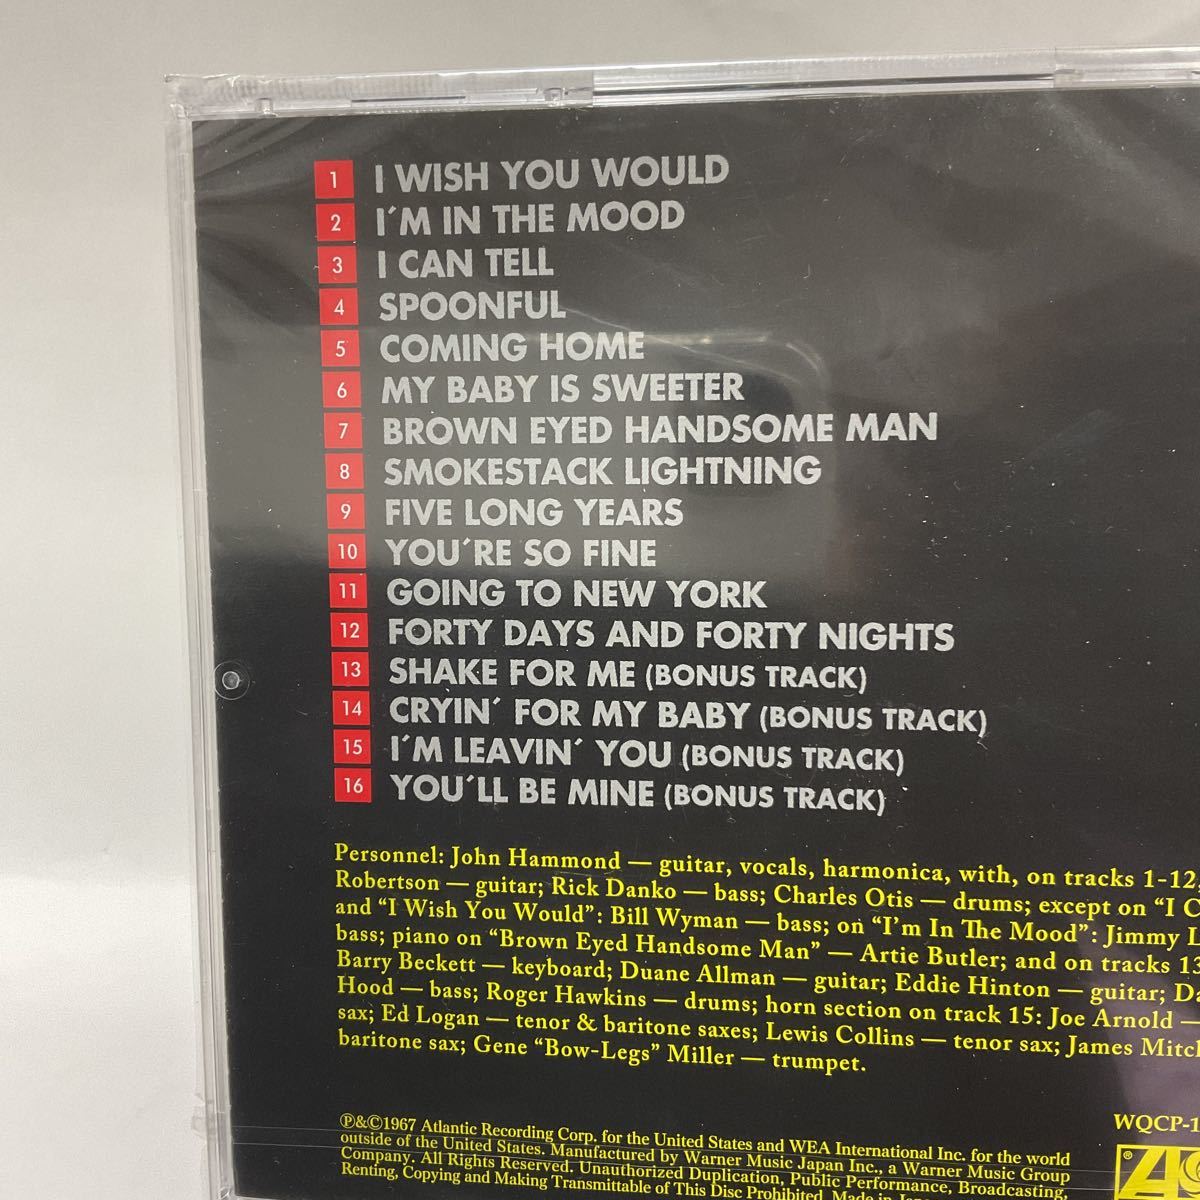 1 I WISH YOU WOULD
2 I´M IN THE MOOD
3 I CAN TELL
4 SPOONFUL
5 COMING HOME
6 MY BABY IS SWEETER
7 BROWN EYED HANDSOME MAN
8 SMOKESTACK LIGHTNING
9 FIVE LONG YEARS
10 YOU´RE SO FINE
11 GOING TO NEW YORK
12 FORTY DAYS AND FORTY NIGHTS
13 SHAKE FOR ME (BONUS TRACK)
14 CRYIN´ FOR MY BABY (BONUS TRACK)
15 I´M LEAVIN´ YOU (BONUS TRACK)
16 YOU´LL BE MINE (BONUS TRACK)
Personnel: John Hammond — guitar, vocals, harmonica, with, on tracks 1-12,
Robertson — guitar; Rick Danko — bass; Charles Otis — drums; except on “I C
and “I Wish You Would”: Bill Wyman — bass; on “I’m In The Mood”: Jimmy L
bass; piano on “Brown Eyed Handsome Man” — Artie Butler; and on tracks 13
Barry Beckett — keyboard; Duane Allman — guitar; Eddie Hinton — guitar; Da
Hood — bass; Roger Hawkins — drums; horn section on track 15: Joe Arnold —
sax; Ed Logan — tenor & baritone saxes; Lewis Collins — tenor sax; James Mitch
baritone sax; Gene “Bow-Legs” Miller — trumpet.
℗&©1967 Atlantic Recording Corp. for the United States and WEA International Inc. for the world
outside of the United States. Manufactured by Warner Music Japan Inc., a Warner Music Group
Company. All Rights Reserved. Unauthorized Duplication, Public Performance, Broadcasting,
Renting, Copying and Making Transmittable of This Disc Prohibited. Made in
WQCP-1